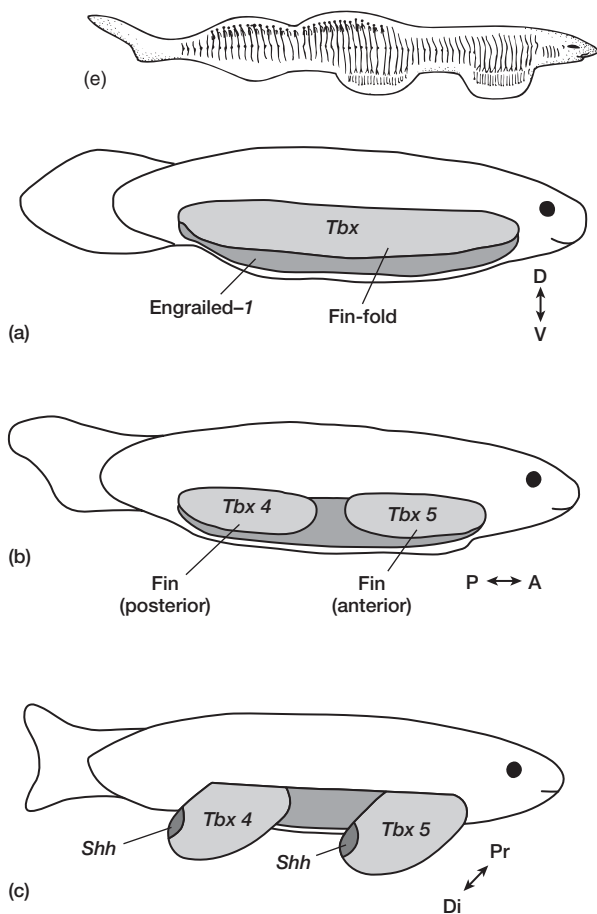 (e)
Tbx
Engrailed–1
Fin-fold
D
V
(a)
Tbx 4
Tbx 5
Fin
(posterior)
Fin
(anterior)
P
A
(b)
Tbx 4
Tbx 5
Shh
Shh
Pr
Di
(c)